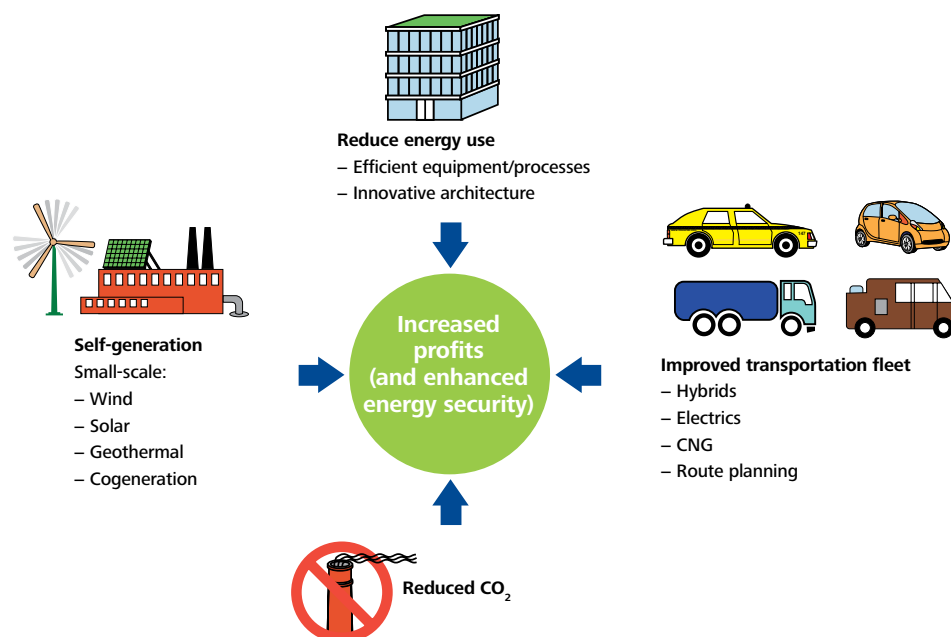 Reduce energy use
– Efficient equipment/processes
– Innovative architecture
Self-generation
Small-scale:
– Wind
– Solar
– Geothermal
– Cogeneration
Increased
profits
(and enhanced
energy security)
147
Improved transportation fleet
– Hybrids
– Electrics
– CNG
– Route planning
Reduced CO₂